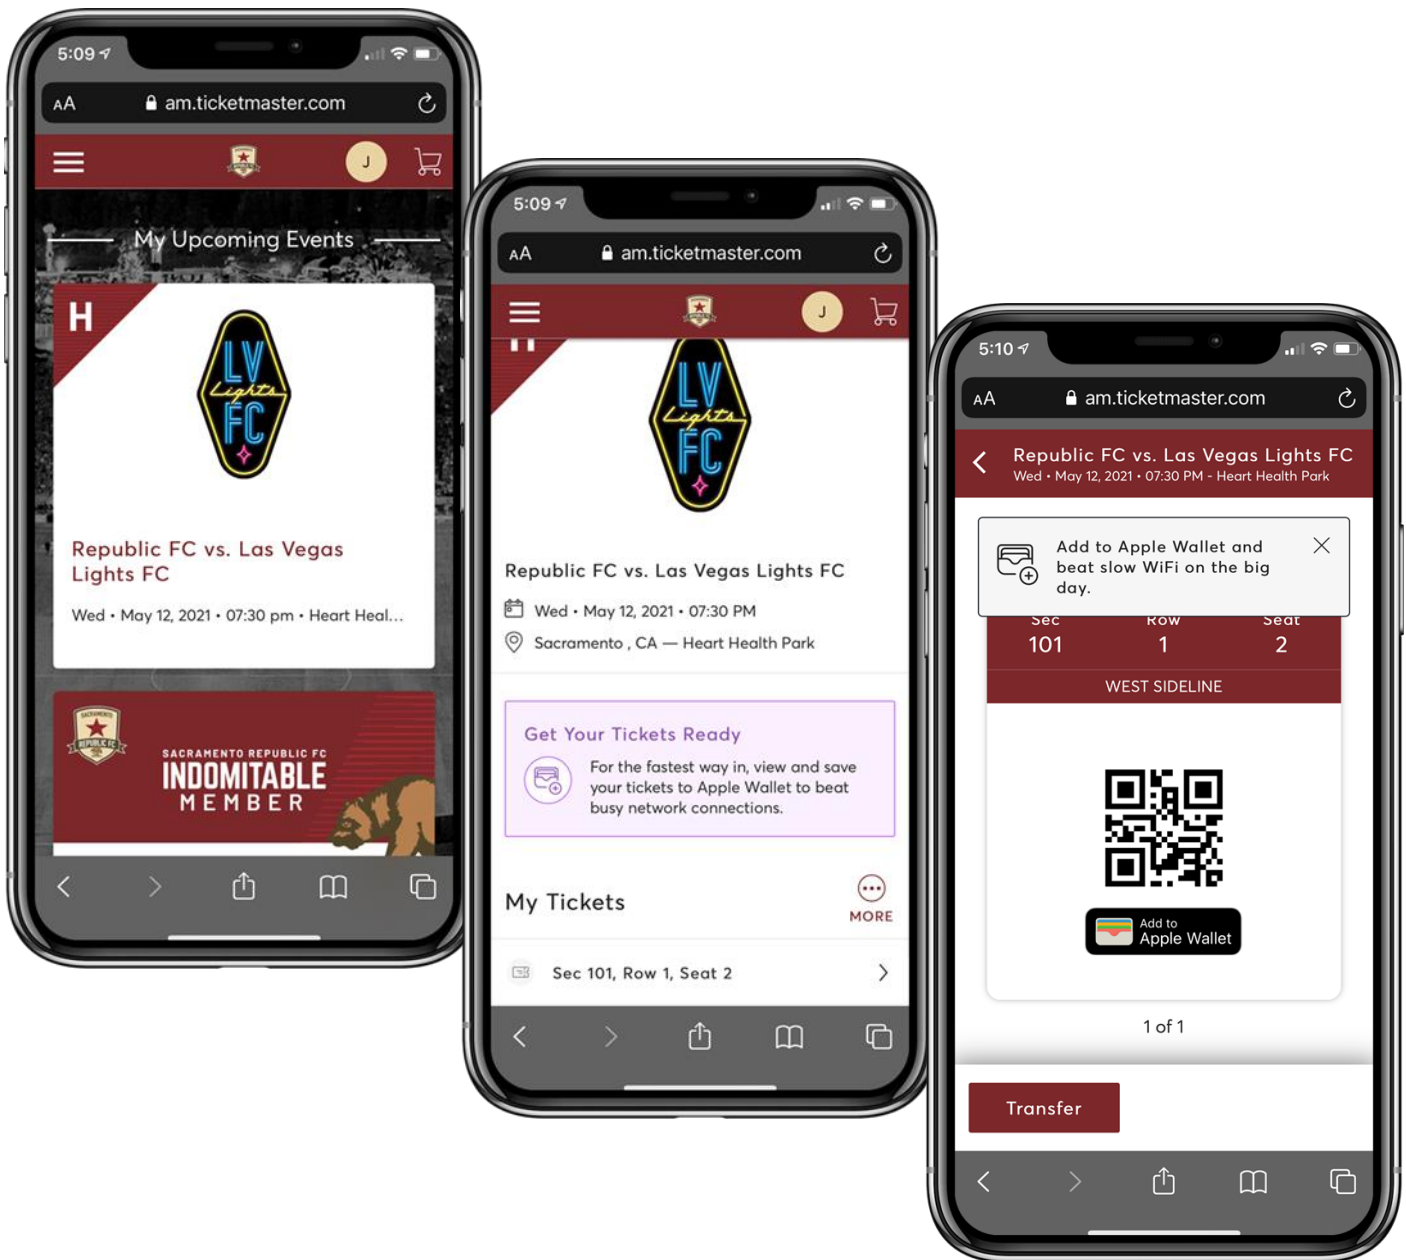 5:09
AA am.ticketmaster.com
J
My Upcoming Events
H
LV
Lights
FC
Republic FC vs. Las Vegas
Lights FC
Wed • May 12, 2021 • 07:30 pm • Heart Heal...
SACRAMENTO
REPUBLIC FC
SACRAMENTO REPUBLIC FC
INDOMITABLE
MEMBER
5:09
AA am.ticketmaster.com
J
H
LV
Lights
FC
Republic FC vs. Las Vegas Lights FC
Wed • May 12, 2021 • 07:30 PM
Sacramento , CA — Heart Health Park
Get Your Tickets Ready
For the fastest way in, view and save
your tickets to Apple Wallet to beat
busy network connections.
My Tickets
MORE
Sec 101, Row 1, Seat 2
5:10
AA am.ticketmaster.com
Republic FC vs. Las Vegas Lights FC
Wed • May 12, 2021 • 07:30 PM - Heart Health Park
Add to Apple Wallet and
beat slow WiFi on the big
day.
Sec Row Seat
101 1 2
WEST SIDELINE
Add to
Apple Wallet
1 of 1
Transfer